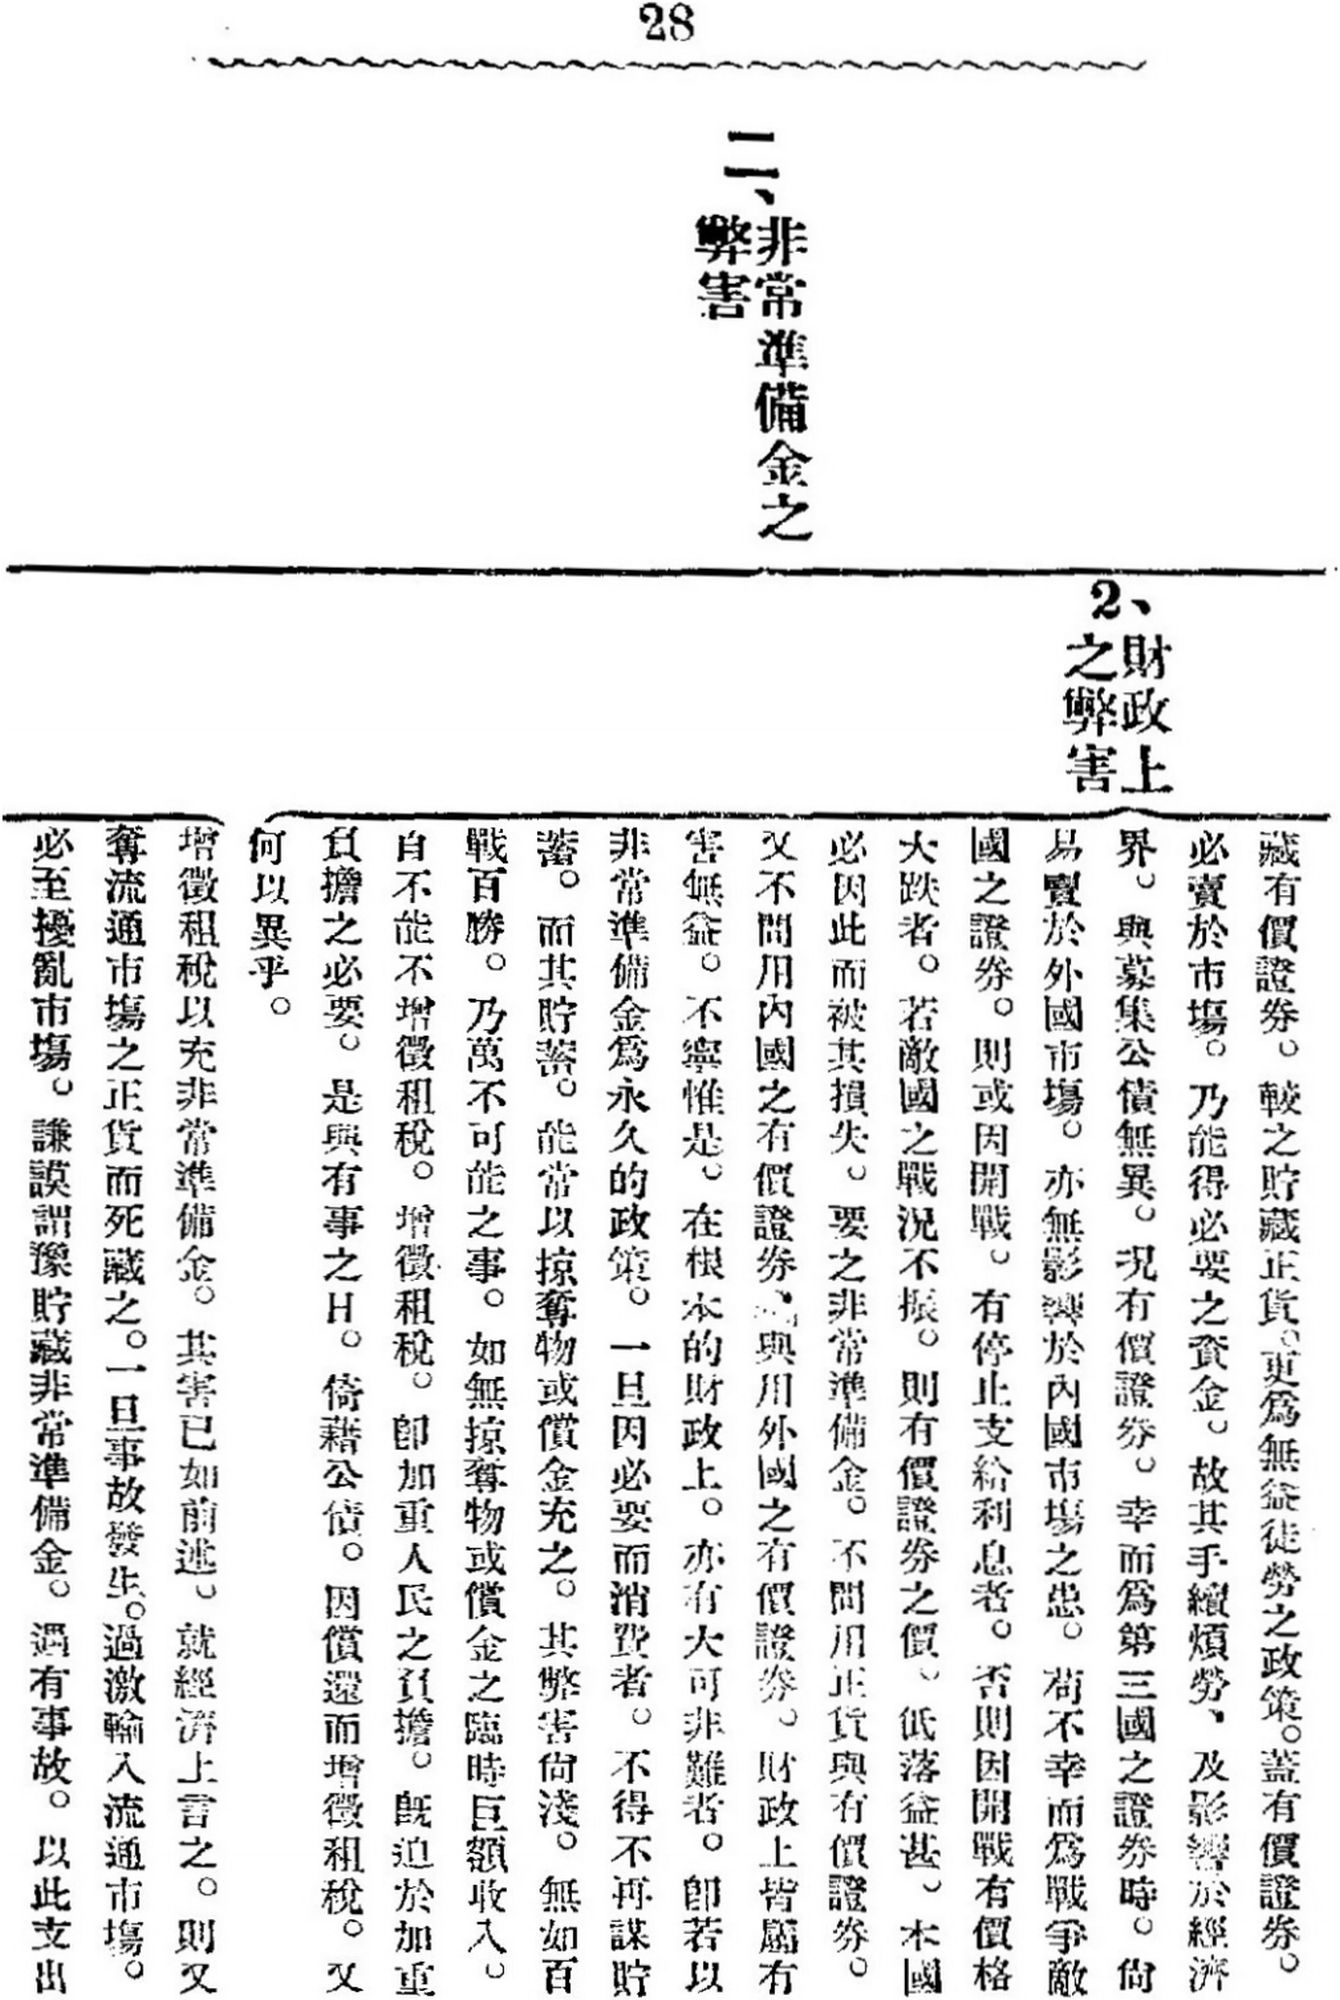 28
二、非常準備金之
弊害
2、財政上
之弊害
藏有價證券。較之貯藏正貨。更爲無益徒勞之政策。蓋有價證券。
必賣於市場。乃能得必要之資金。故其手續煩勞、及影響於經濟
界。與募集公債無異。況有價證券。幸而爲第三國之證券時。尙
易賣於外國市場。亦無影響於內國市場之患。苟不幸而爲戰爭敵
國之證券。則或因開戰。有停止支給利息者。否則因開戰有價格
大跌者。若敵國之戰況不振。則有價證券之價、低落益甚、本國
必因此而被其損失。要之非常準備金。不問用正貨與有價證券。
又不問用內國之有價證券、與用外國之有價證券。財政上皆屬有
害無益。不寧惟是。在根本的財政上。亦有大可非難者。卽若以
非常準備金爲永久的政策。一旦因必要而消費者。不得不再謀貯
蓄。而其貯蓄。能常以掠奪物或償金充之。其弊害尙淺。無如百
戰百勝。乃萬不可能之事。如無掠奪物或償金之臨時巨額收入。
自不能不增徵租稅。增徵租稅。卽加重人民之負擔。旣迫於加重
負擔之必要。是與有事之日。倚藉公債。因償還而增徵租稅。又
何以異乎。
增徵租稅以充非常準備金。其害已如前述。就經濟上言之。則又
奪流通市場之正貨而死藏之。一旦事故發生。過激輸入流通市塲。
必至擾亂市塲。謙謨謂豫貯藏非常準備金。遇有事故。以此支出